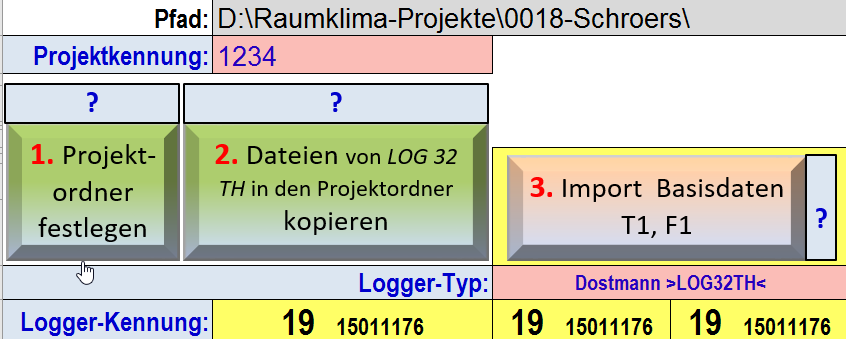 Pfad: D:\Raumklima-Projekte\0018-Schroers\
Projektkennung: 1234
? ?
1. Projekt-
ordner
festlegen
2. Dateien von LOG 32
TH in den Projektordner
kopieren
3. Import Basisdaten
T1, F1
?
Logger-Typ: Dostmann >LOG32TH<
Logger-Kennung: 19 15011176 19 15011176 19 15011176